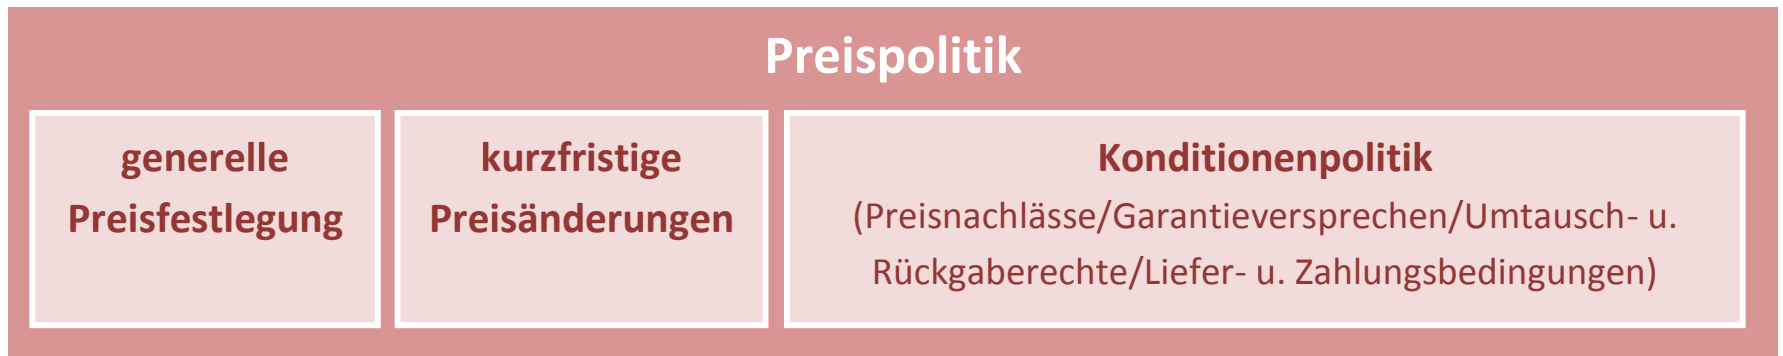 Preispolitik
generelle
Preisfestlegung
kurzfristige
Preisänderungen
Konditionenpolitik
(Preisnachlässe/Garantieversprechen/Umtausch- u.
Rückgaberechte/Liefer- u. Zahlungsbedingungen)